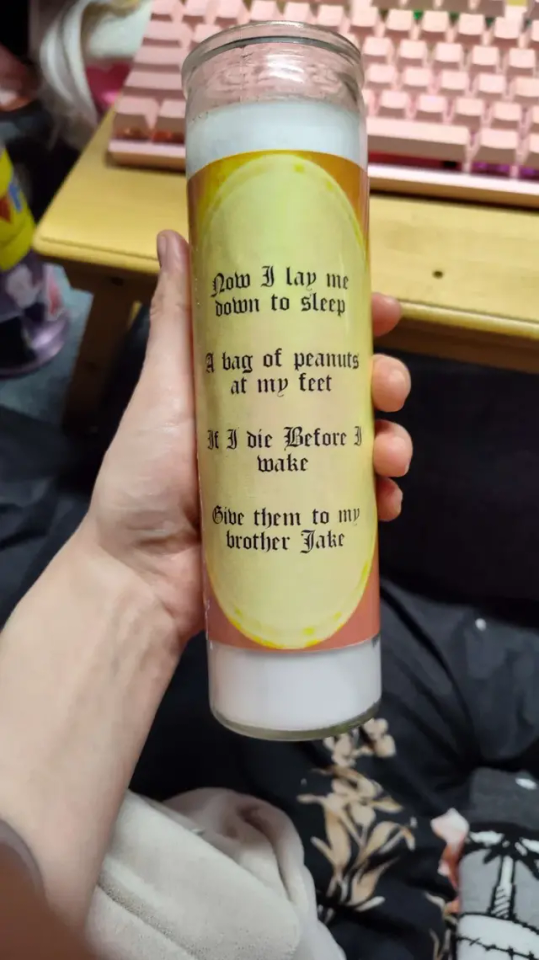 Now I lay me
down to sleep
A bag of peanuts
at my feet
If I die Before I
wake
Give them to my
brother Jake